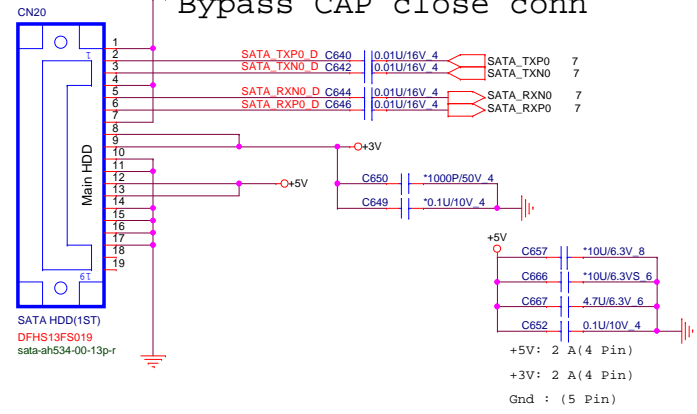 Bypass CAP close conn
CN20
1
1
2
3
4
5
6
7
8
9
10
11
12
13
14
15
16
17
18
19
19
Main HDD
SATA_TXP0_D C640 0.01U/16V_4 SATA_TXP0 7
SATA_TXN0_D C642 0.01U/16V_4 SATA_TXN0 7
SATA_RXN0_D C644 0.01U/16V_4 SATA_RXN0 7
SATA_RXP0_D C646 0.01U/16V_4 SATA_RXP0 7
+3V
+5V
C650 *1000P/50V_4
C649 *0.1U/10V_4
+5V
C657 *10U/6.3V_8
C666 *10U/6.3VS_6
C667 4.7U/6.3V_6
C652 0.1U/10V_4
SATA HDD(1ST)
DFHS13FS019
sata-ah534-00-13p-r
+5V: 2 A(4 Pin)
+3V: 2 A(4 Pin)
Gnd : (5 Pin)